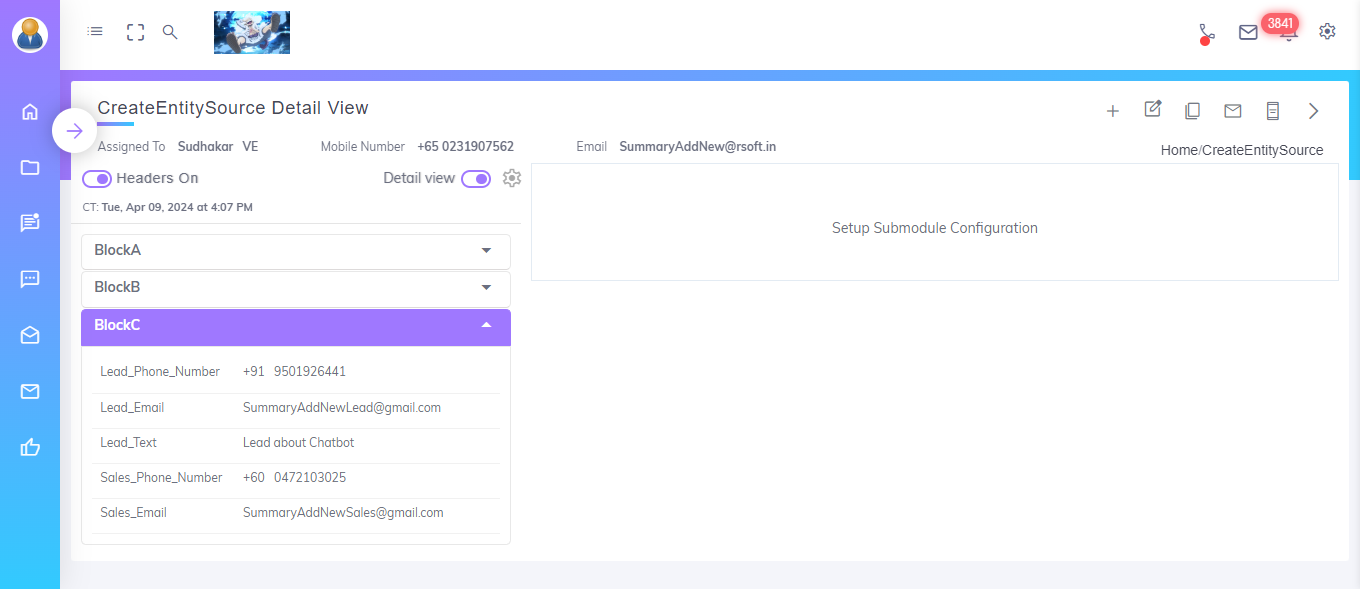 3841
CreateEntitySource Detail View
Assigned To Sudhakar VE Mobile Number +65 0231907562 Email SummaryAddNew@rsoft.in
Home/CreateEntitySource
Headers On Detail view
CT: Tue, Apr 09, 2024 at 4:07 PM
Setup Submodule Configuration
BlockA
BlockB
BlockC
Lead_Phone_Number +91 9501926441
Lead_Email SummaryAddNewLead@gmail.com
Lead_Text Lead about Chatbot
Sales_Phone_Number +60 0472103025
Sales_Email SummaryAddNewSales@gmail.com